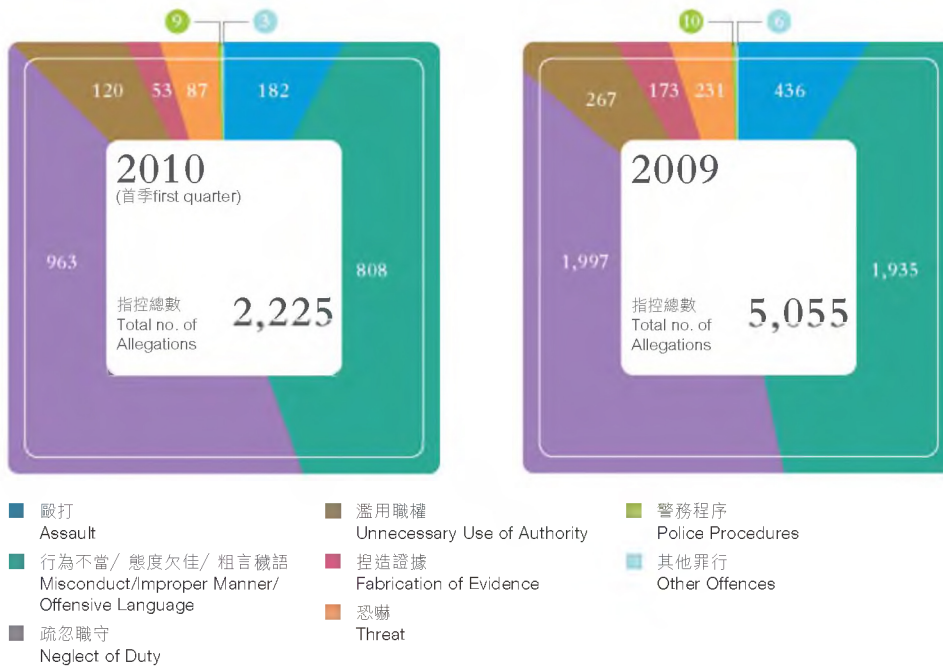 9
3
120
53
87
182
2010
(首季first quarter)
963
808
指控總數
Total no. of
Allegations
2,225
10
6
267
173
231
436
2009
1,997
1,935
指控總數
Total no. of
Allegations
5,055
毆打
Assault
行為不當/ 態度欠佳/ 粗言穢語
Misconduct/Improper Manner/
Offensive Language
疏忽職守
Neglect of Duty
濫用職權
Unnecessary Use of Authority
捏造證據
Fabrication of Evidence
恐嚇
Threat
警務程序
Police Procedures
其他罪行
Other Offences